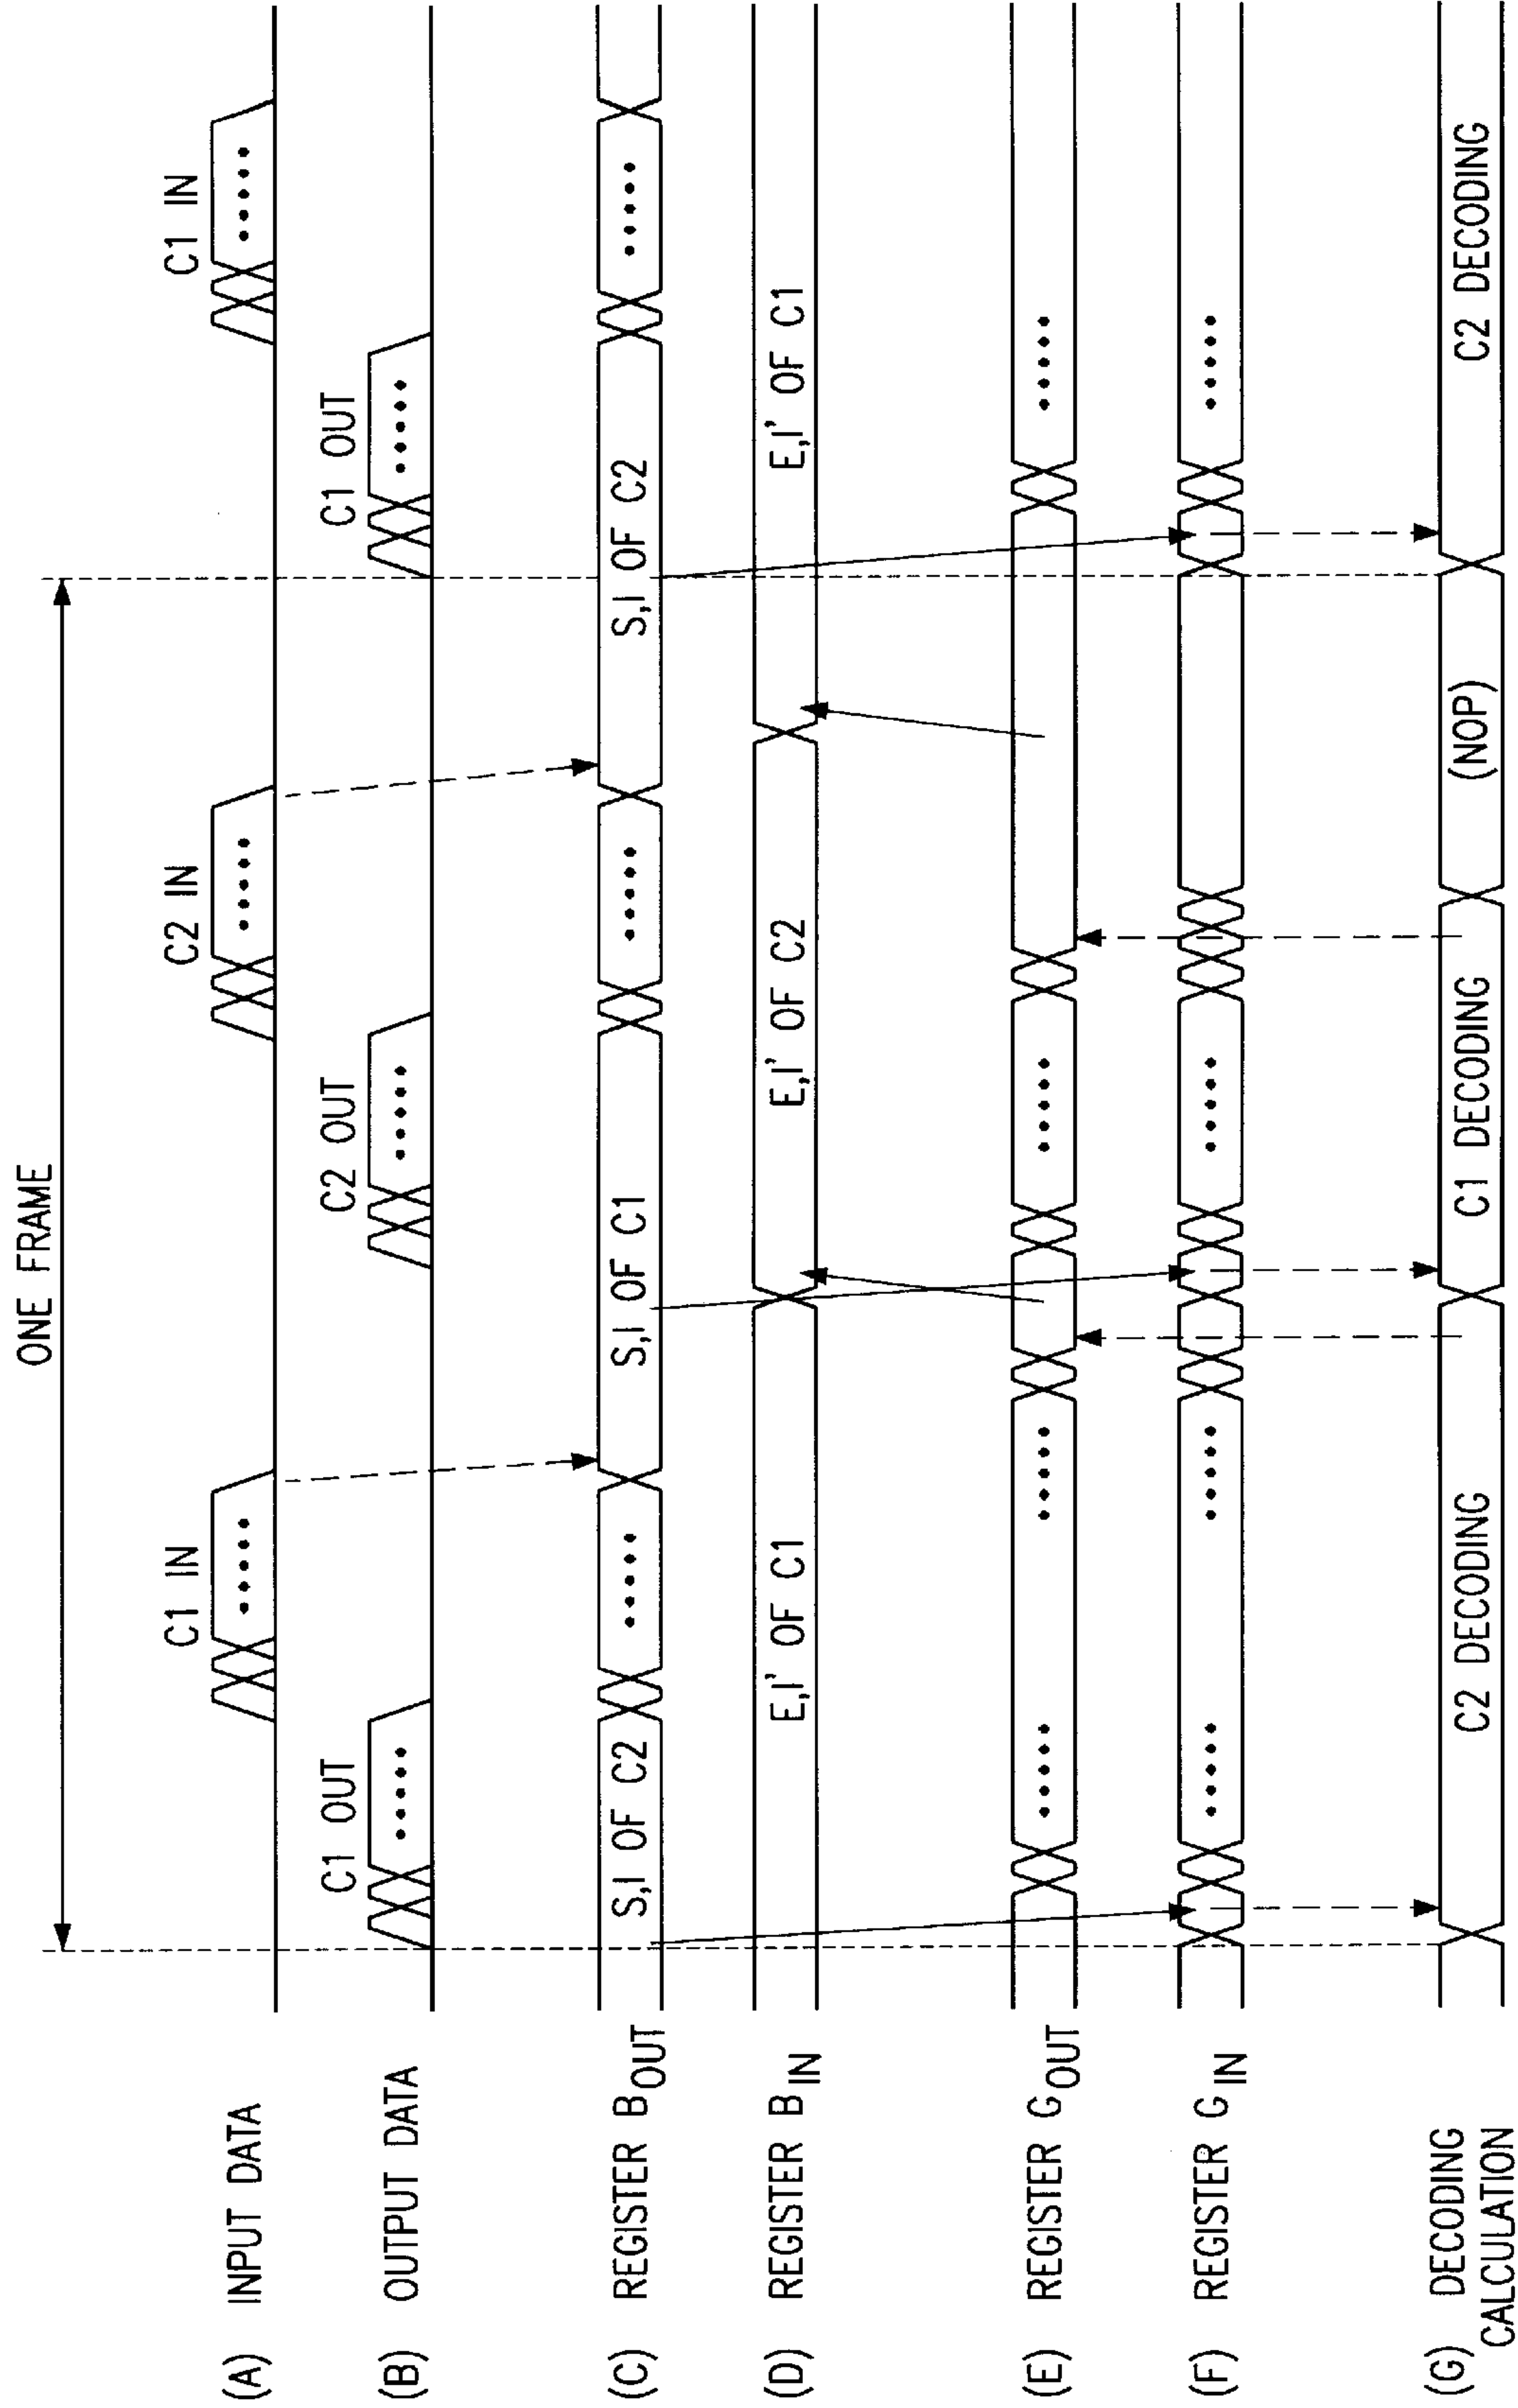 ONE FRAME
(A) INPUT DATA
C1 IN
C2 IN
C1 IN
(B) OUTPUT DATA
C1 OUT
C2 OUT
C1 OUT
(C) REGISTER BOUT
S,I OF C2
S,I OF C1
S,I OF C2
(D) REGISTER BIN
E,I' OF C1
E,I' OF C2
E,I' OF C1
(E) REGISTER GOUT
(F) REGISTER GIN
(G) DECODING
CALCULATION
C2 DECODING
C1 DECODING
(NOP)
C2 DECODING